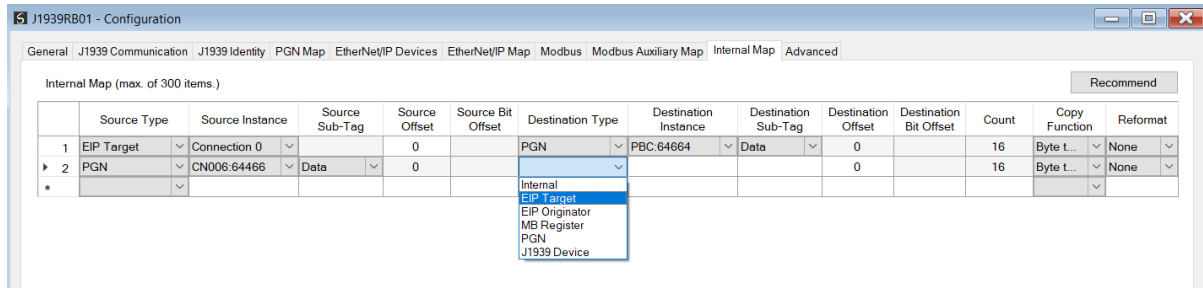 J1939RB01 - Configuration
General J1939 Communication J1939 Identity PGN Map EtherNet/IP Devices EtherNet/IP Map Modbus Modbus Auxiliary Map Internal Map Advanced
Internal Map (max. of 300 items.) Recommend
Source Type Source Instance Source Sub-Tag Source Offset Source Bit Offset Destination Type Destination Instance Destination Sub-Tag Destination Offset Destination Bit Offset Count Copy Function Reformat
1 EIP Target Connection 0 0 PGN PBC:64664 Data 0 16 Byte t... None
2 PGN CN006:64466 Data 0 0 16 Byte t... None
Internal
EIP Target
EIP Originator
MB Register
PGN
J1939 Device